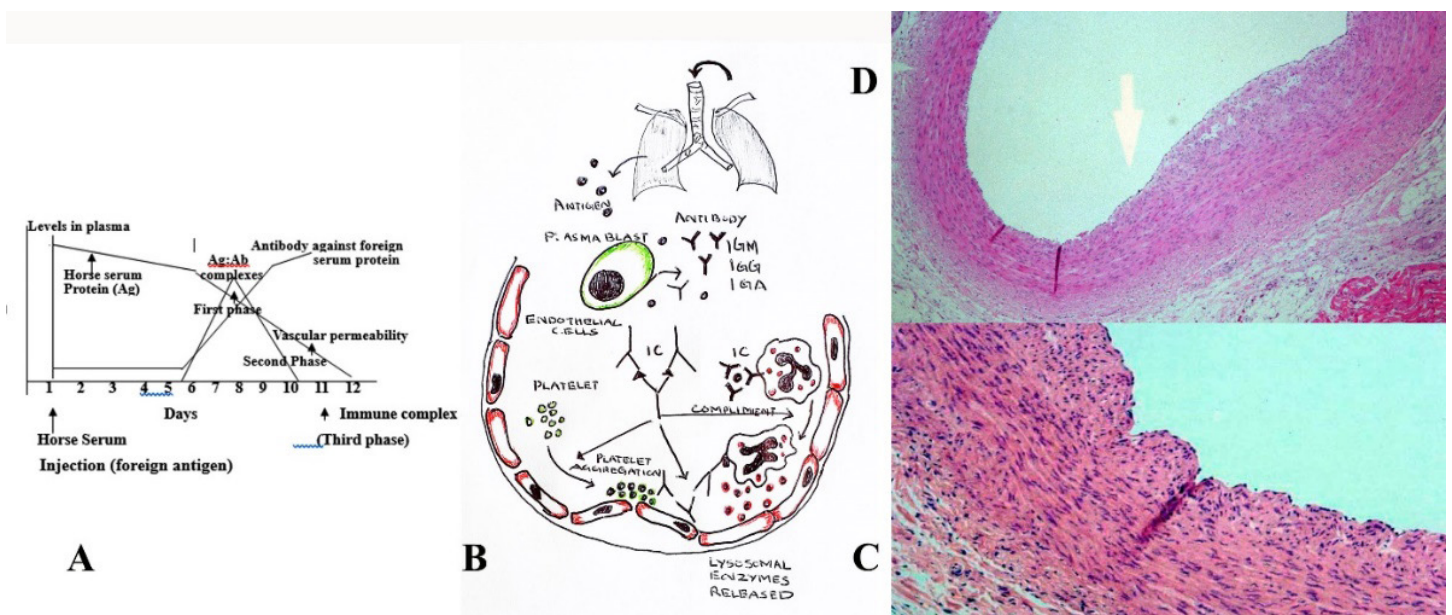 Levels in plasma
Horse serum
Protein (Ag)
Ag:Ab
complexes
First phase
Antibody against foreign
serum protein
Vascular permeability
Second Phase
1 2 3 4 5 6 7 8 9 10 11 12
Days
Horse Serum
Injection (foreign antigen)
Immune complex
(Third phase)
A
D
ANTIGEN
ANTIBODY
PLASMA BLAST
IGM
IGG
IGA
ENDOTHELIAL
CELLS
IC
IC
PLATELET
COMPLIMENT
PLATELET
AGGREGATION
B
C
LYSOSOMAL
ENZYMES
RELEASED